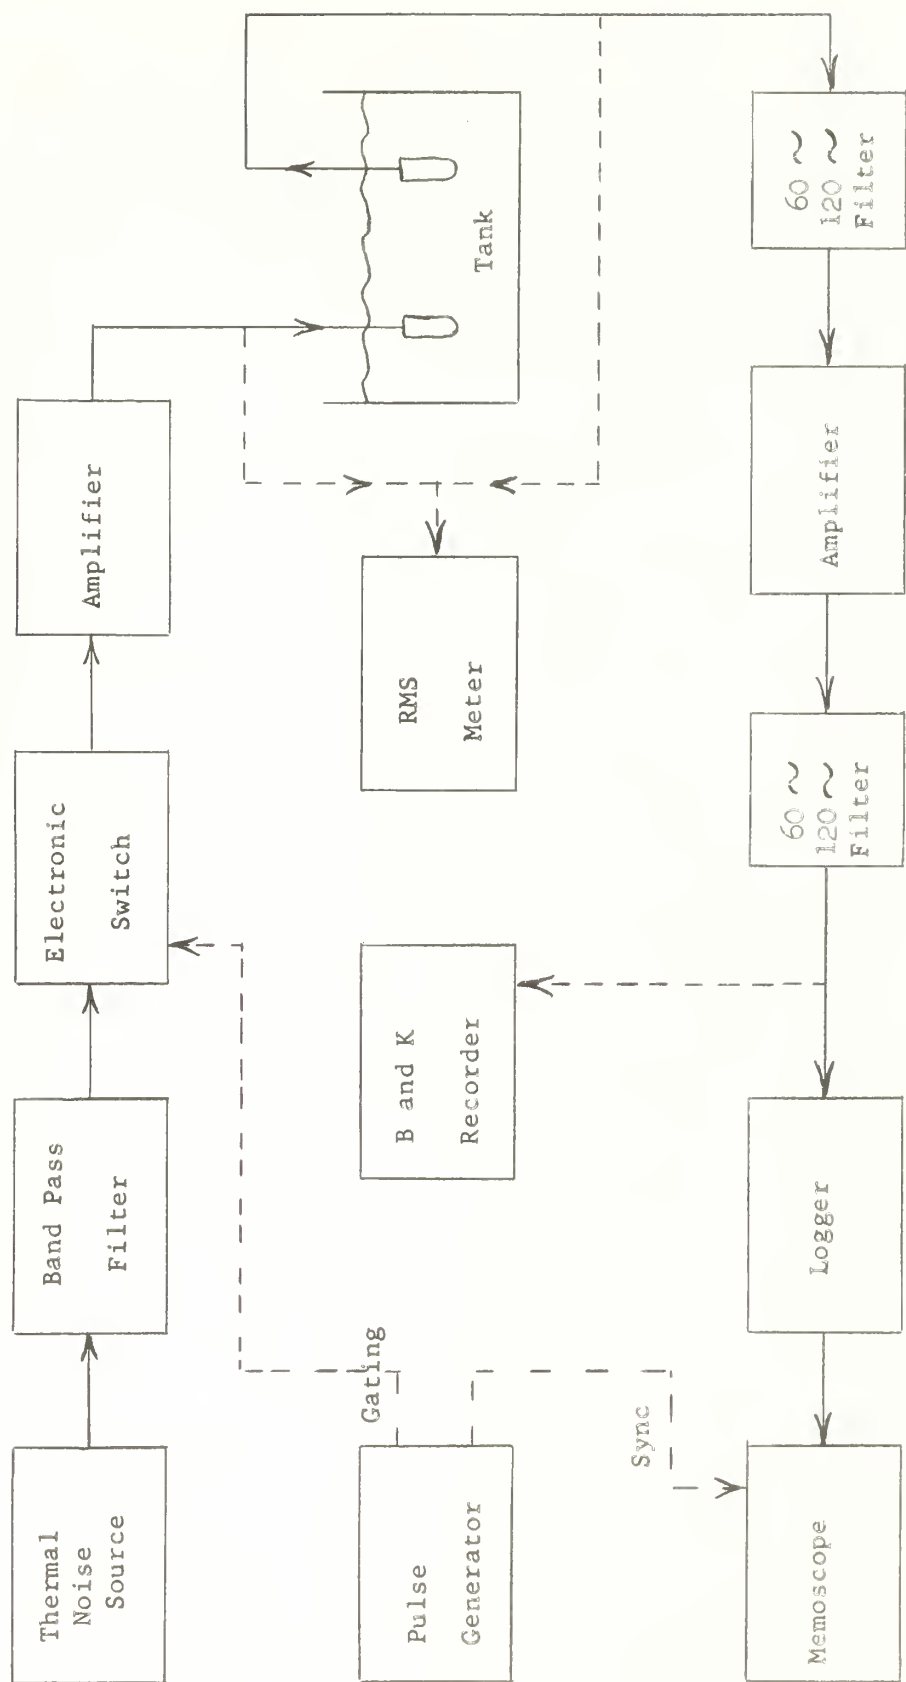 Thermal
Noise
Source
Band Pass
Filter
Electronic
Switch
Amplifier
Pulse
Generator
Gating
Sync
B and K
Recorder
RMS
Meter
Tank
Memoscope
Logger
60 ~
120 ~
Filter
Amplifier
60 ~
120 ~
Filter